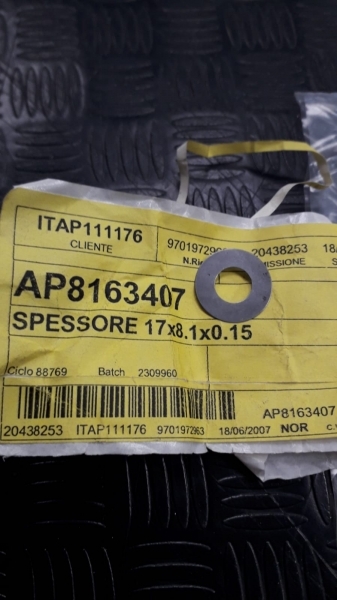 ITAP111176
CLIENTE
20438253
AP8163407
SPESSORE 17x8.1x0.15
Ciclo 88769 Batch 2309960
AP8163407
20438253 ITAP111176 9701972963 18/06/2007 NOR